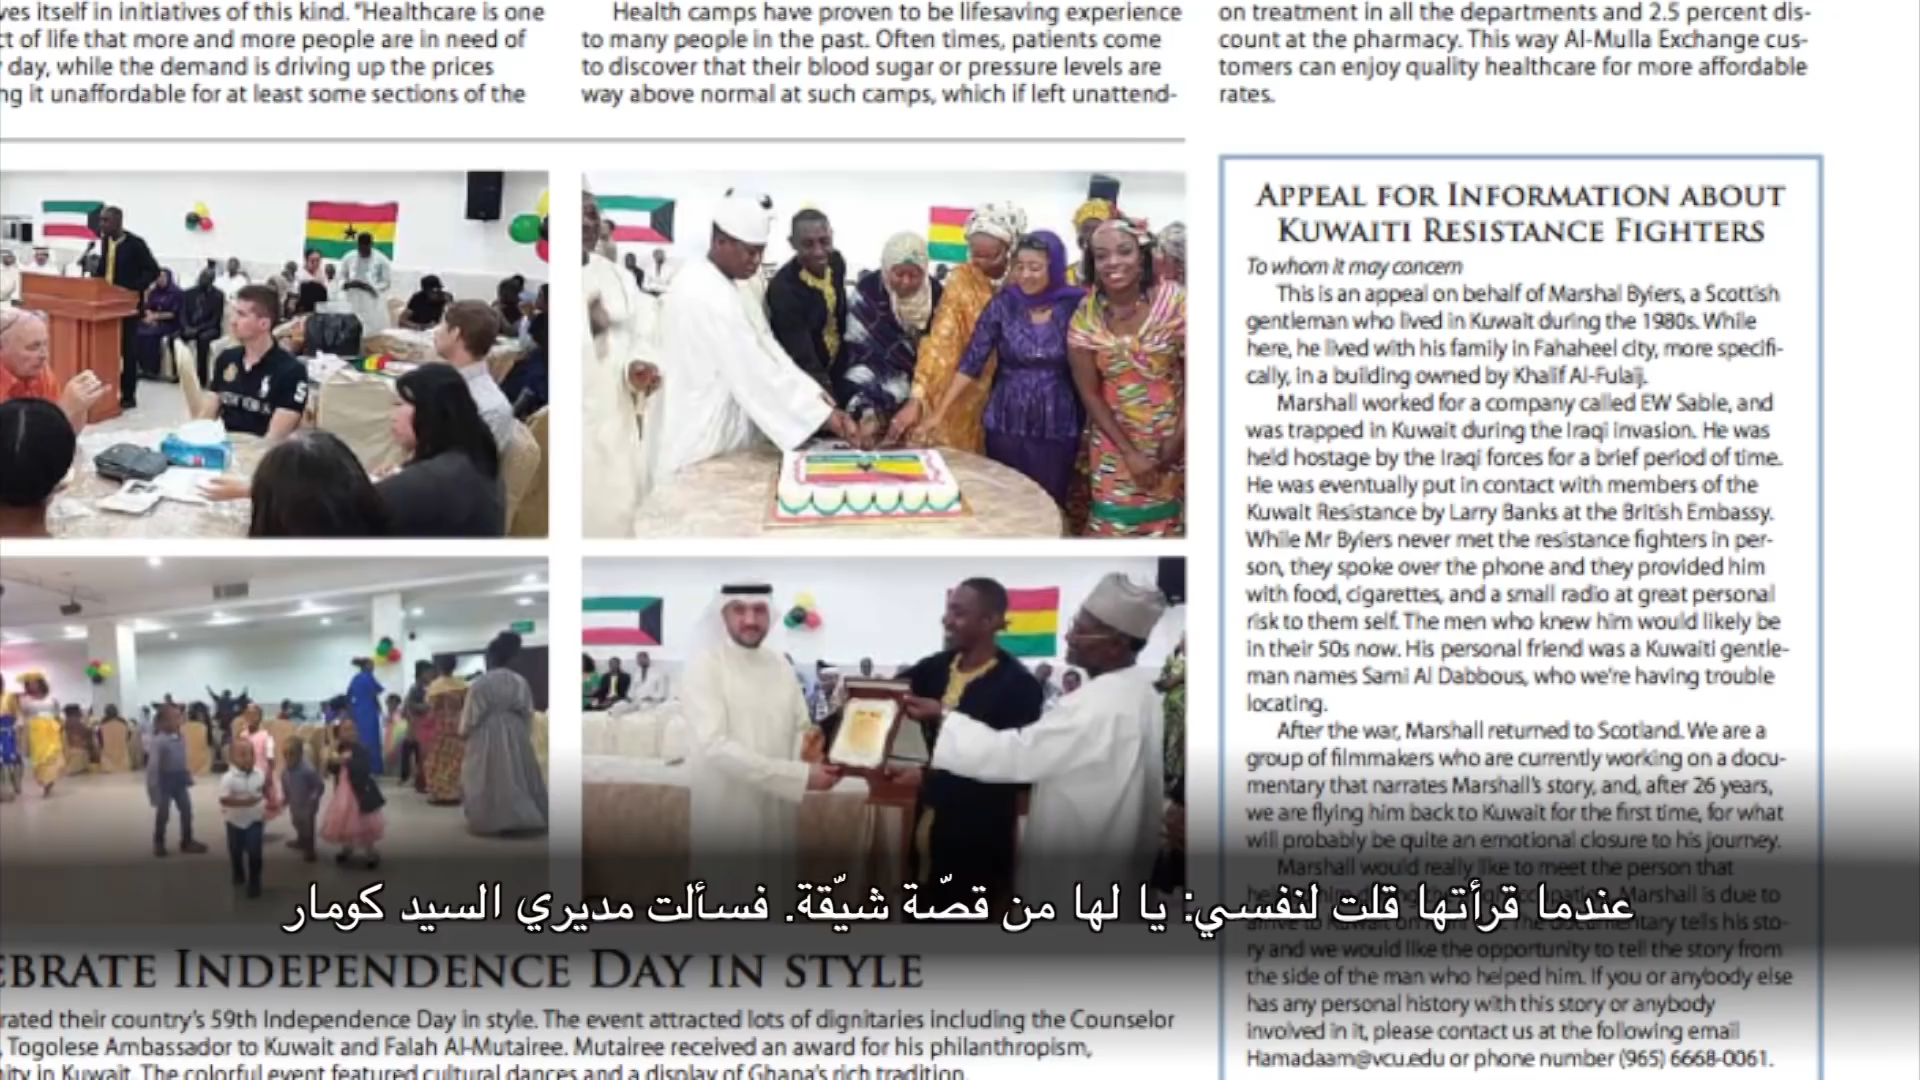 ves itself in initiatives of this kind. "Healthcare is one
ct of life that more and more people are in need of
day, while the demand is driving up the prices
ng it unaffordable for at least some sections of the
Health camps have proven to be lifesaving experience
to many people in the past. Often times, patients come
to discover that their blood sugar or pressure levels are
way above normal at such camps, which if left unattend-
on treatment in all the departments and 2.5 percent dis-
count at the pharmacy. This way Al-Mulla Exchange cus-
tomers can enjoy quality healthcare for more affordable
rates.
APPEAL FOR INFORMATION ABOUT
KUWAITI RESISTANCE FIGHTERS
To whom it may concern
This is an appeal on behalf of Marshal Byiers, a Scottish
gentleman who lived in Kuwait during the 1980s. While
here, he lived with his family in Fahaheel city, more specifi-
cally, in a building owned by Khalif Al-Fulaij.
Marshall worked for a company called EW Sable, and
was trapped in Kuwait during the Iraqi invasion. He was
held hostage by the Iraqi forces for a brief period of time.
He was eventually put in contact with members of the
Kuwait Resistance by Larry Banks at the British Embassy.
While Mr Byiers never met the resistance fighters in per-
son, they spoke over the phone and they provided him
with food, cigarettes, and a small radio at great personal
risk to them self. The men who knew him would likely be
in their 50s now. His personal friend was a Kuwaiti gentle-
man names Sami Al Dabbous, who we're having trouble
locating.
After the war, Marshall returned to Scotland. We are a
group of filmmakers who are currently working on a docu-
mentary that narrates Marshall's story, and, after 26 years,
we are flying him back to Kuwait for the first time, for what
will probably be quite an emotional closure to his journey.
Marshall would really like to meet the person that
Marshall is due to
tells his sto-
ry and we would like the opportunity to tell the story from
the side of the man who helped him. If you or anybody else
has any personal history with this story or anybody
involved in it, please contact us at the following email
Hamadaam@vcu.edu or phone number (965) 6668-0061.
عندما قرأتها قلت لنفسي: يا لها من قصّة شيّقة. فسألت مديري السيد كومار
EBRATE INDEPENDENCE DAY IN STYLE
rated their country's 59th Independence Day in style. The event attracted lots of dignitaries including the Counselor
, Togolese Ambassador to Kuwait and Falah Al-Mutairee. Mutairee received an award for his philanthropism,
ity in Kuwait. The colorful event featured cultural dances and a display of Ghana's rich tradition.